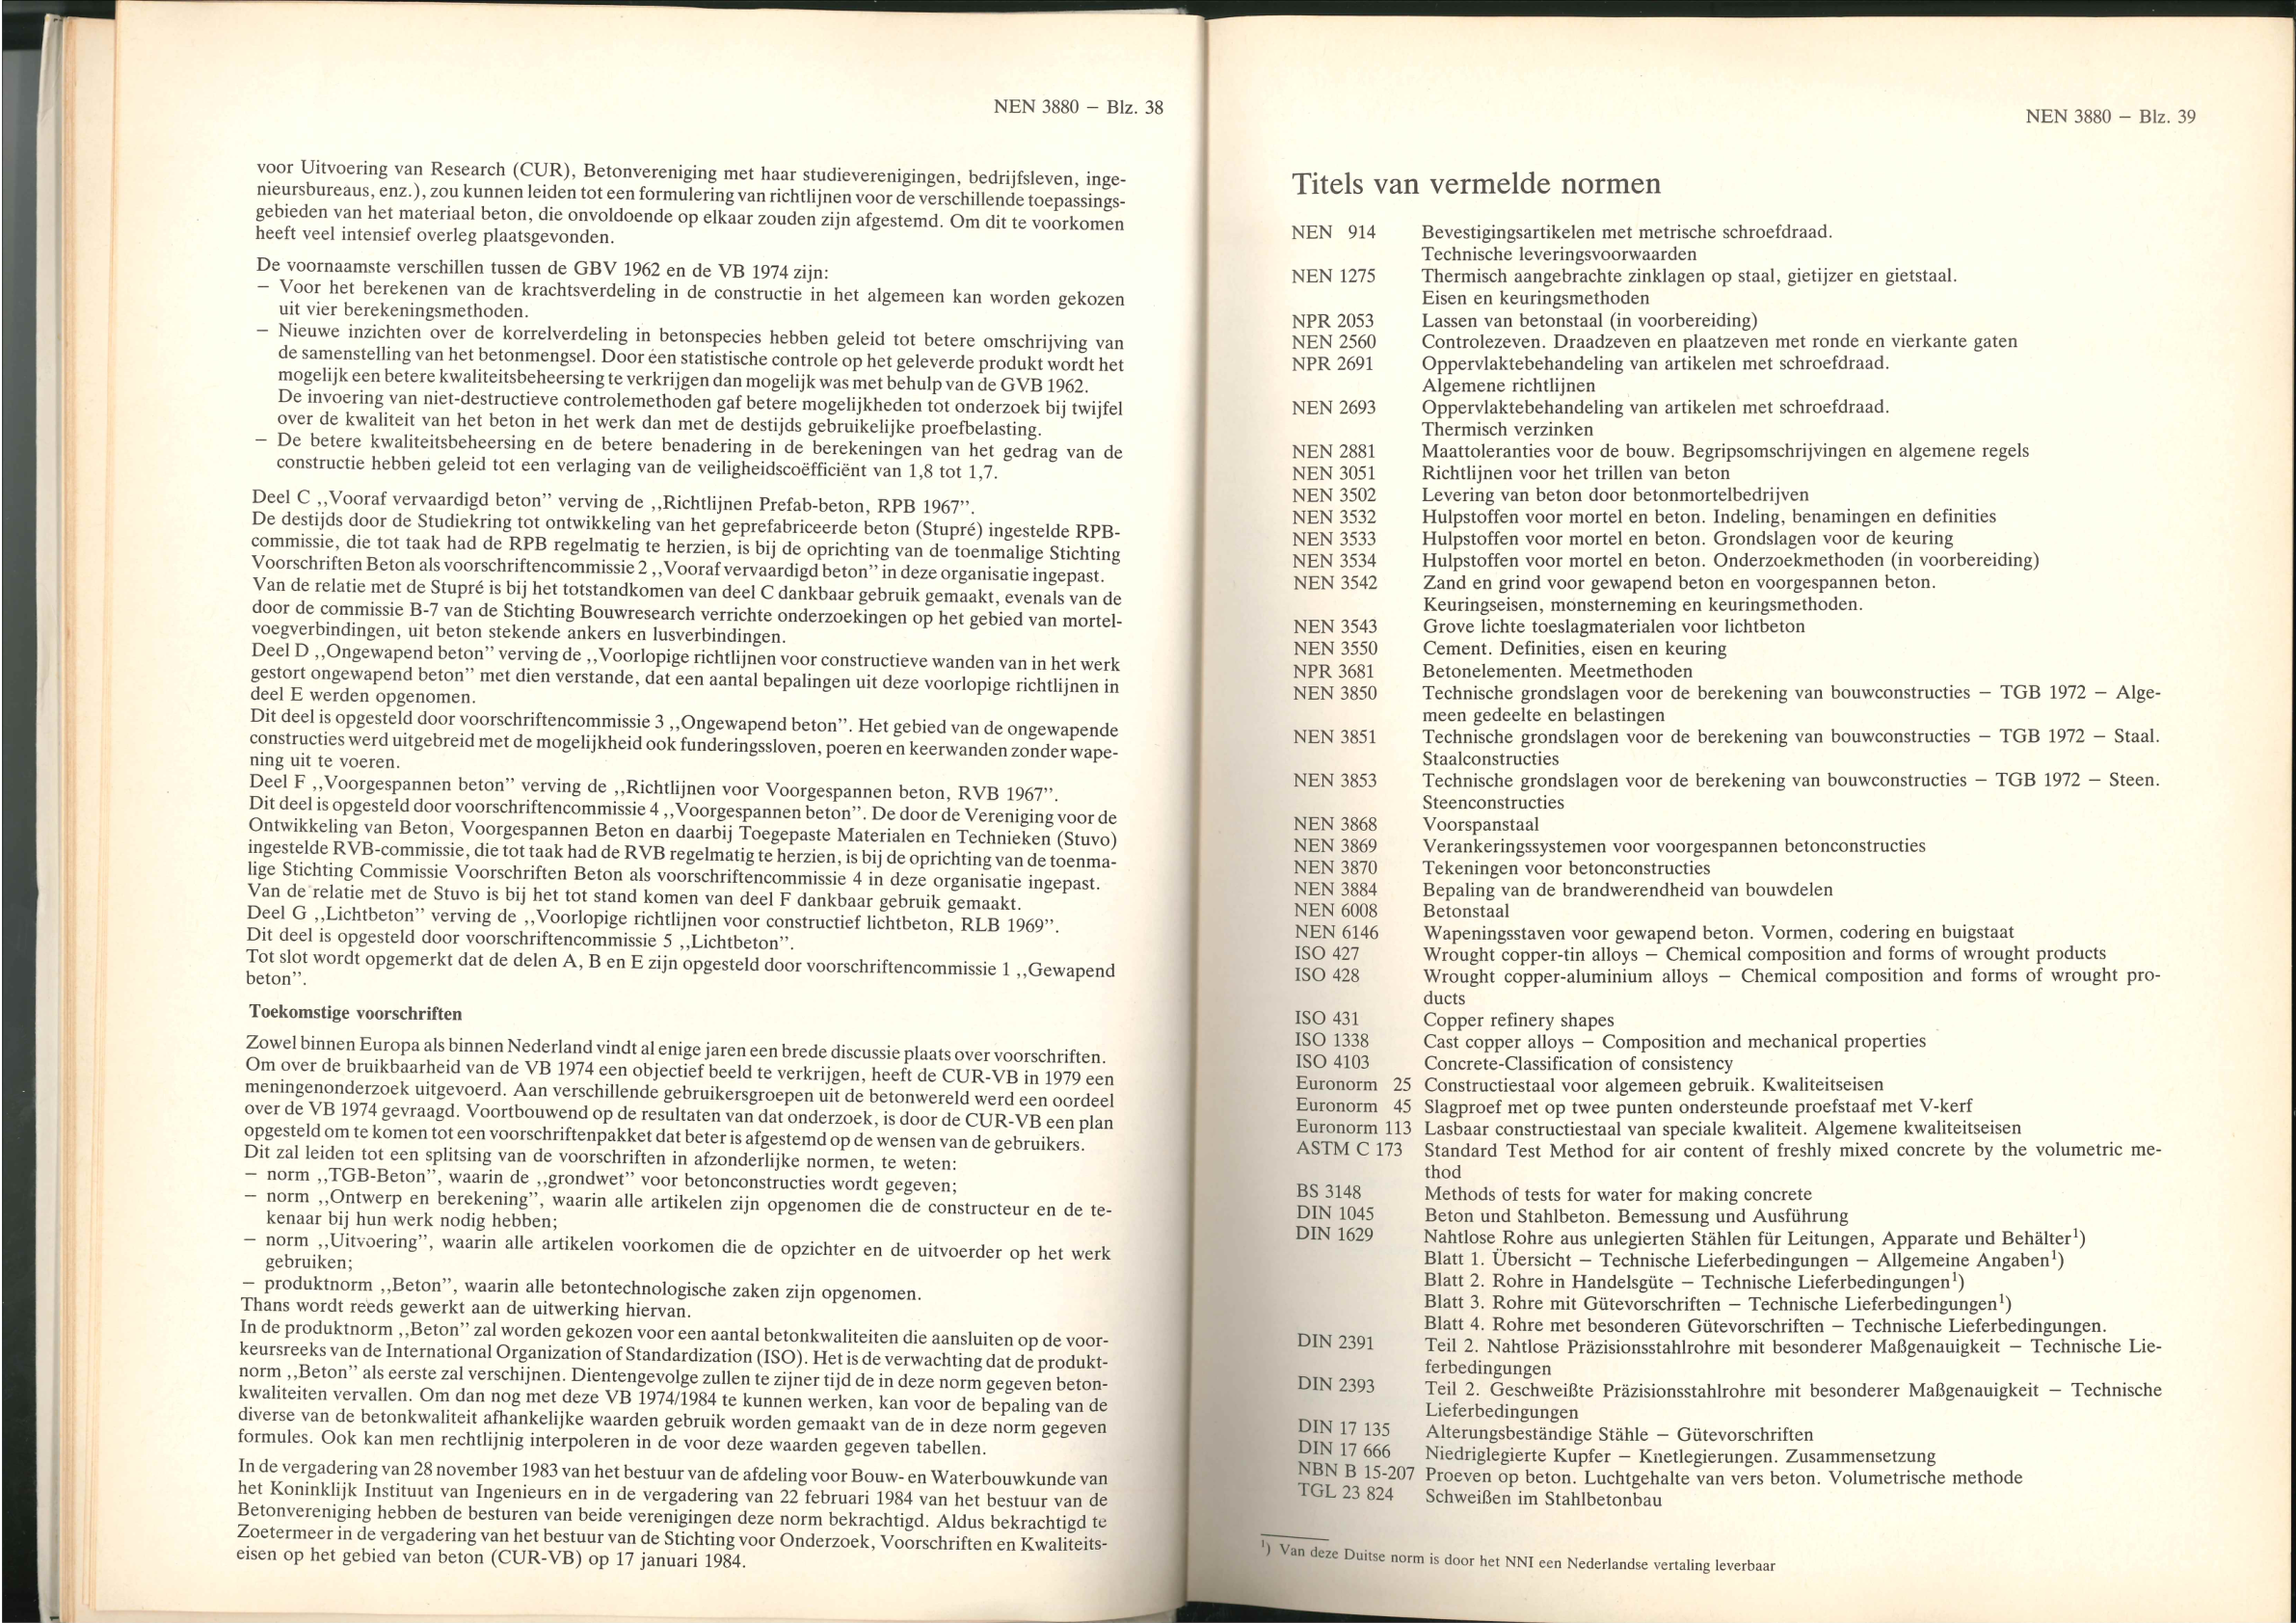 NEN 3880 — Blz. 38
voor Uitvoering van Research (CUR), Betonvereniging met haar studieverenigingen, bedrijfsleven, inge-
nieursbureaus, enz.), zou kunnen leiden tot een formulering van richtlijnen voor de verschillende toepassings-
gebieden van het materiaal beton, die onvoldoende op elkaar zouden zijn afgestemd. Om dit te voorkomen
heeft veel intensief overleg plaatsgevonden.
De voornaamste verschillen tussen de GBV 1962 en de VB 1974 zijn:
— Voor het berekenen van de krachtsverdeling in de constructie in het algemeen kan worden gekozen
uit vier berekeningsmethoden.
— Nieuwe inzichten over de korrelverdeling in betonspecies hebben geleid tot betere omschrijving van
de samenstelling van het betonmengsel. Door een statistische controle op het geleverde produkt wordt het
mogelijk een betere kwaliteitsbeheersing te verkrijgen dan mogelijk was met behulp van de GVB 1962.
De invoering van niet-destructieve controlemethoden gaf betere mogelijkheden tot onderzoek bij twijfel
over de kwaliteit van het beton in het werk dan met de destijds gebruikelijke proefbelasting.
— De betere kwaliteitsbeheersing en de betere benadering in de berekeningen van het gedrag van de
constructie hebben geleid tot een verlaging van de veiligheidscoëfficiënt van 1,8 tot 1,7.
Deel C ,,Vooraf vervaardigd beton” verving de ,,Richtlijnen Prefab-beton, RPB 1967”.
De destijds door de Studiekring tot ontwikkeling van het geprefabriceerde beton (Stupré) ingestelde RPB-
commissie, die tot taak had de RPB regelmatig te herzien, is bij de oprichting van de toenmalige Stichting
Voorschriften Beton als voorschriftencommissie 2 ,,Vooraf vervaardigd beton” in deze organisatie ingepast.
Van de relatie met de Stupré is bij het totstandkomen van deel C dankbaar gebruik gemaakt, evenals van de
door de commissie B-7 van de Stichting Bouwresearch verrichte onderzoekingen op het gebied van mortel-
voegverbindingen, uit beton stekende ankers en lusverbindingen.
Deel D ,,Ongewapend beton” verving de ,,Voorlopige richtlijnen voor constructieve wanden van in het werk
gestort ongewapend beton” met dien verstande, dat een aantal bepalingen uit deze voorlopige richtlijnen in
deel E werden opgenomen.
Dit deel is opgesteld door voorschriftencommissie 3 ,,Ongewapend beton”. Het gebied van de ongewapende
constructies werd uitgebreid met de mogelijkheid ook funderingssloven, poeren en keerwanden zonder wape-
ning uit te voeren.
Deel F ,,Voorgespannen beton” verving de ,,Richtlijnen voor Voorgespannen beton, RVB 1967”.
Dit deel is opgesteld door voorschriftencommissie 4 ,,Voorgespannen beton”. De door de Vereniging voor de
Ontwikkeling van Beton, Voorgespannen Beton en daarbij Toegepaste Materialen en Technieken (Stuvo)
ingestelde RVB-commissie, die tot taak had de RVB regelmatig te herzien, is bij de oprichting van de toenma-
lige Stichting Commissie Voorschriften Beton als voorschriftencommissie 4 in deze organisatie ingepast.
Van de relatie met de Stuvo is bij het tot stand komen van deel F dankbaar gebruik gemaakt.
Deel G ,,Lichtbeton” verving de ,,Voorlopige richtlijnen voor constructief lichtbeton, RLB 1969”.
Dit deel is opgesteld door voorschriftencommissie 5 ,,Lichtbeton”.
Tot slot wordt opgemerkt dat de delen A, B en E zijn opgesteld door voorschriftencommissie 1 ,,Gewapend
beton”.
Toekomstige voorschriften
Zowel binnen Europa als binnen Nederland vindt al enige jaren een brede discussie plaats over voorschriften.
Om over de bruikbaarheid van de VB 1974 een objectief beeld te verkrijgen, heeft de CUR-VB in 1979 een
meningenonderzoek uitgevoerd. Aan verschillende gebruikersgroepen uit de betonwereld werd een oordeel
over de VB 1974 gevraagd. Voortbouwend op de resultaten van dat onderzoek, is door de CUR-VB een plan
opgesteld om te komen tot een voorschriftenpakket dat beter is afgestemd op de wensen van de gebruikers.
Dit zal leiden tot een splitsing van de voorschriften in afzonderlijke normen, te weten:
— norm ,,TGB-Beton”, waarin de ,,grondwet” voor betonconstructies wordt gegeven;
— norm ,,Ontwerp en berekening”, waarin alle artikelen zijn opgenomen die de constructeur en de te-
kenaar bij hun werk nodig hebben;
— norm ,,Uitvoering”, waarin alle artikelen voorkomen die de opzichter en de uitvoerder op het werk
gebruiken;
— produktnorm ,,Beton”, waarin alle betontechnologische zaken zijn opgenomen.
Thans wordt reeds gewerkt aan de uitwerking hiervan.
In de produktnorm ,,Beton” zal worden gekozen voor een aantal betonkwaliteiten die aansluiten op de voor-
keursreeks van de International Organization of Standardization (ISO). Het is de verwachting dat de produkt-
norm ,,Beton” als eerste zal verschijnen. Dientengevolge zullen te zijner tijd de in deze norm gegeven beton-
kwaliteiten vervallen. Om dan nog met deze VB 1974/1984 te kunnen werken, kan voor de bepaling van de
diverse van de betonkwaliteit afhankelijke waarden gebruik worden gemaakt van de in deze norm gegeven
formules. Ook kan men rechtlijnig interpoleren in de voor deze waarden gegeven tabellen.
In de vergadering van 28 november 1983 van het bestuur van de afdeling voor Bouw- en Waterbouwkunde van
het Koninklijk Instituut van Ingenieurs en in de vergadering van 22 februari 1984 van het bestuur van de
Betonvereniging hebben de besturen van beide verenigingen deze norm bekrachtigd. Aldus bekrachtigd te
Zoetermeer in de vergadering van het bestuur van de Stichting voor Onderzoek, Voorschriften en Kwaliteits-
eisen op het gebied van beton (CUR-VB) op 17 januari 1984.
NEN 3880 — Blz. 39
Titels van vermelde normen
NEN 914 Bevestigingsartikelen met metrische schroefdraad.
Technische leveringsvoorwaarden
NEN 1275 Thermisch aangebrachte zinklagen op staal, gietijzer en gietstaal.
Eisen en keuringsmethoden
NPR 2053 Lassen van betonstaal (in voorbereiding)
NEN 2560 Controlezeven. Draadzeven en plaatzeven met ronde en vierkante gaten
NPR 2691 Oppervlaktebehandeling van artikelen met schroefdraad.
Algemene richtlijnen
NEN 2693 Oppervlaktebehandeling van artikelen met schroefdraad.
Thermisch verzinken
NEN 2881 Maattoleranties voor de bouw. Begripsomschrijvingen en algemene regels
NEN 3051 Richtlijnen voor het trillen van beton
NEN 3502 Levering van beton door betonmortelbedrijven
NEN 3532 Hulpstoffen voor mortel en beton. Indeling, benamingen en definities
NEN 3533 Hulpstoffen voor mortel en beton. Grondslagen voor de keuring
NEN 3534 Hulpstoffen voor mortel en beton. Onderzoekmethoden (in voorbereiding)
NEN 3542 Zand en grind voor gewapend beton en voorgespannen beton.
Keuringseisen, monsterneming en keuringsmethoden.
NEN 3543 Grove lichte toeslagmaterialen voor lichtbeton
NEN 3550 Cement. Definities, eisen en keuring
NPR 3681 Betonelementen. Meetmethoden
NEN 3850 Technische grondslagen voor de berekening van bouwconstructies — TGB 1972 — Alge-
meen gedeelte en belastingen
NEN 3851 Technische grondslagen voor de berekening van bouwconstructies — TGB 1972 — Staal.
Staalconstructies
NEN 3853 Technische grondslagen voor de berekening van bouwconstructies — TGB 1972 — Steen.
Steenconstructies
NEN 3868 Voorspanstaal
NEN 3869 Verankeringssystemen voor voorgespannen betonconstructies
NEN 3870 Tekeningen voor betonconstructies
NEN 3884 Bepaling van de brandwerendheid van bouwdelen
NEN 6008 Betonstaal
NEN 6146 Wapeningsstaven voor gewapend beton. Vormen, codering en buigstaat
ISO 427 Wrought copper-tin alloys — Chemical composition and forms of wrought products
ISO 428 Wrought copper-aluminium alloys — Chemical composition and forms of wrought pro-
ducts
ISO 431 Copper refinery shapes
ISO 1338 Cast copper alloys — Composition and mechanical properties
ISO 4103 Concrete-Classification of consistency
Euronorm 25 Constructiestaal voor algemeen gebruik. Kwaliteitseisen
Euronorm 45 Slagproef met op twee punten ondersteunde proefstaaf met V-kerf
Euronorm 113 Lasbaar constructiestaal van speciale kwaliteit. Algemene kwaliteitseisen
ASTM C 173 Standard Test Method for air content of freshly mixed concrete by the volumetric me-
thod
BS 3148 Methods of tests for water for making concrete
DIN 1045 Beton und Stahlbeton. Bemessung und Ausführung
DIN 1629 Nahtlose Rohre aus unlegierten Stählen für Leitungen, Apparate und Behälter¹)
Blatt 1. Übersicht — Technische Lieferbedingungen — Allgemeine Angaben¹)
Blatt 2. Rohre in Handelsgüte — Technische Lieferbedingungen¹)
Blatt 3. Rohre mit Gütevorschriften — Technische Lieferbedingungen¹)
Blatt 4. Rohre met besonderen Gütevorschriften — Technische Lieferbedingungen.
DIN 2391 Teil 2. Nahtlose Präzisionsstahlrohre mit besonderer Maßgenauigkeit — Technische Lie-
ferbedingungen
DIN 2393 Teil 2. Geschweißte Präzisionsstahlrohre mit besonderer Maßgenauigkeit — Technische
Lieferbedingungen
DIN 17 135 Alterungsbeständige Stähle — Gütevorschriften
DIN 17 666 Niedriglegierte Kupfer — Knetlegierungen. Zusammensetzung
NBN B 15-207 Proeven op beton. Luchtgehalte van vers beton. Volumetrische methode
TGL 23 824 Schweißen im Stahlbetonbau
¹) Van deze Duitse norm is door het NNI een Nederlandse vertaling leverbaar